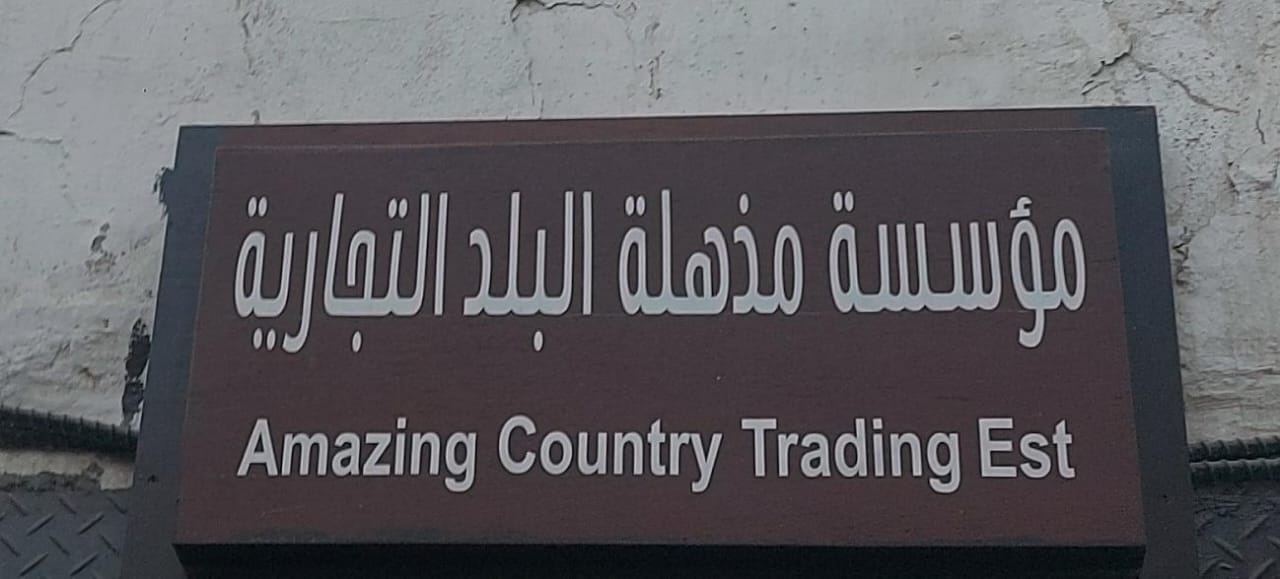 مؤسسة مذهلة البلد التجارية
Amazing Country Trading Est